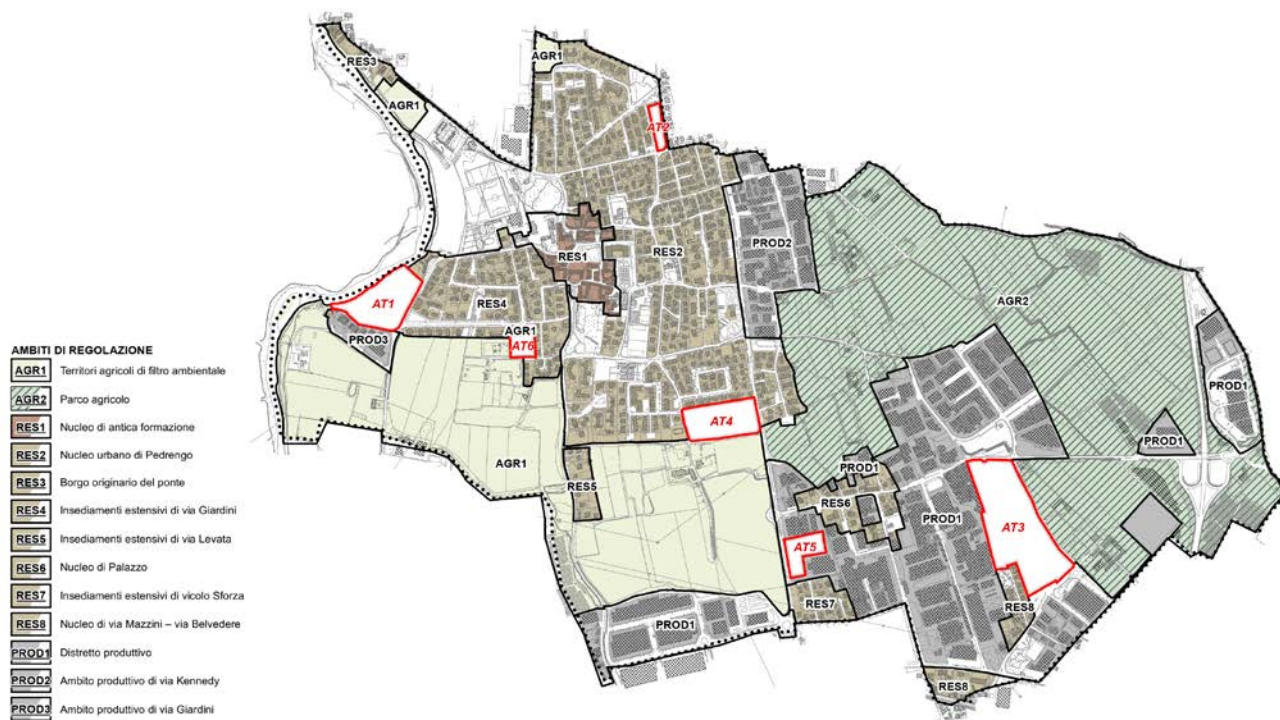 AGR1
RES3
AGR1
AT2
RES1
RES2
PROD2
AT1
RES4
AGR2
AGR1
AT6
PROD3
PROD1
AT4
PROD1
AGR1
PROD1
RES5
RES6
PROD1
AT3
AT5
RES7
RES8
PROD1
RES8
AMBITI DI REGOLAZIONE
AGR1 Territori agricoli di filtro ambientale
AGR2 Parco agricolo
RES1 Nucleo di antica formazione
RES2 Nucleo urbano di Pedrengo
RES3 Borgo originario del ponte
RES4 Insediamenti estensivi di via Giardini
RES5 Insediamenti estensivi di via Levata
RES6 Nucleo di Palazzo
RES7 Insediamenti estensivi di vicolo Sforza
RES8 Nucleo di via Mazzini – via Belvedere
PROD1 Distretto produttivo
PROD2 Ambito produttivo di via Kennedy
PROD3 Ambito produttivo di via Giardini